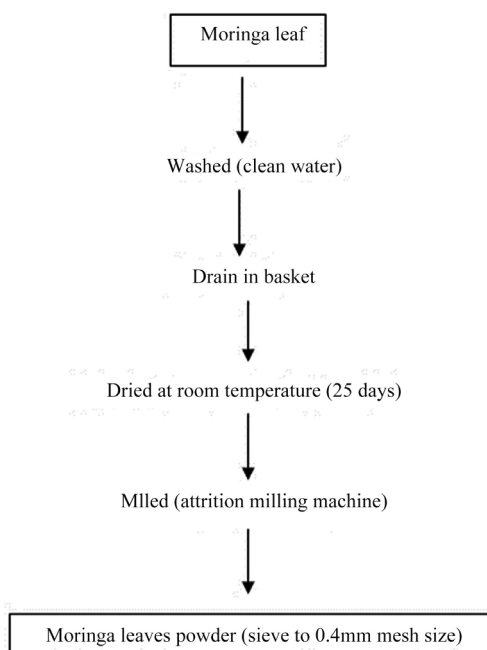 Moringa leaf
Washed (clean water)
Drain in basket
Dried at room temperature (25 days)
Mlled (attrition milling machine)
Moringa leaves powder (sieve to 0.4mm mesh size)